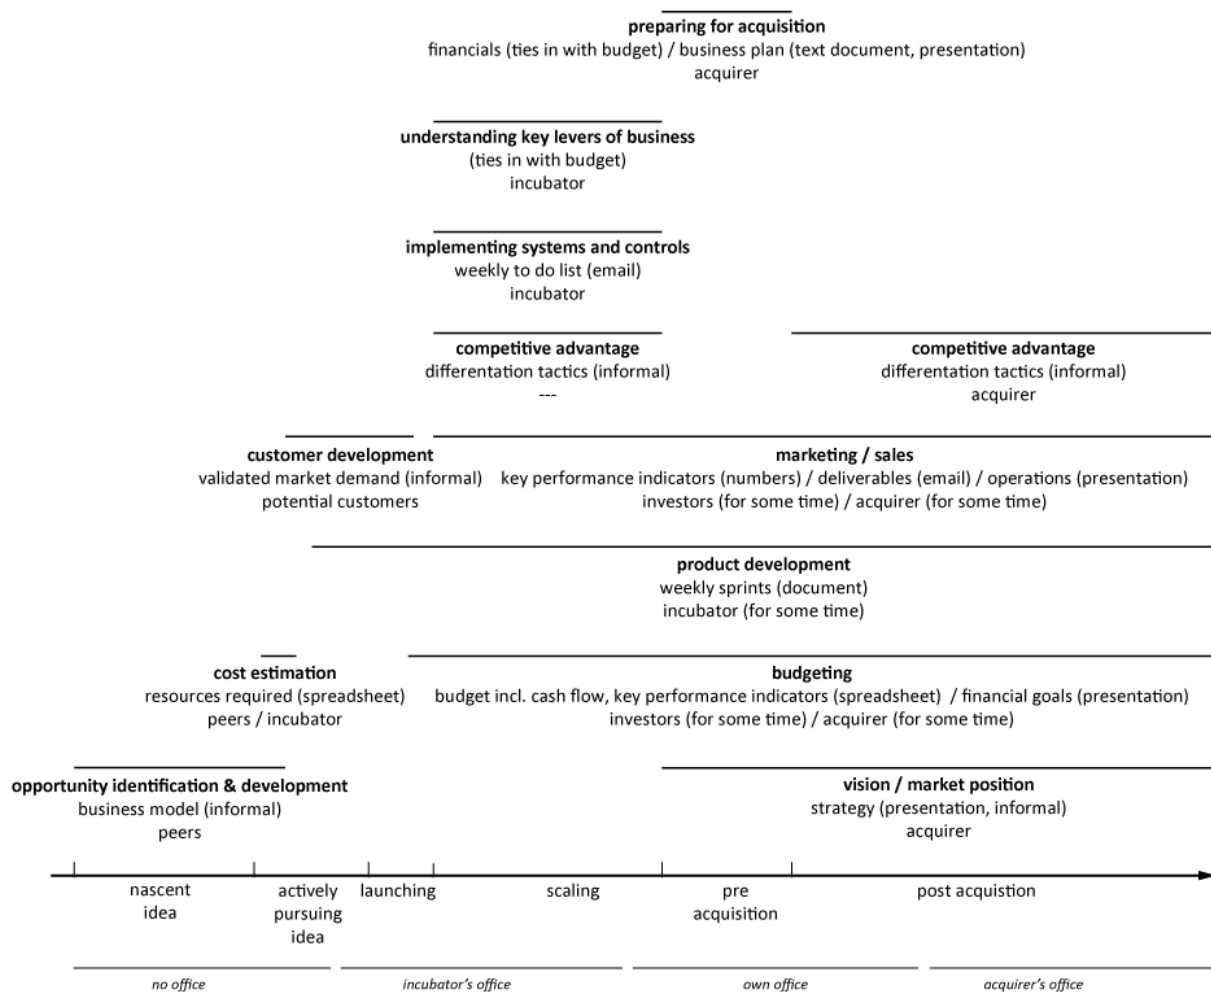 preparing for acquisition
financials (ties in with budget) / business plan (text document, presentation)
acquirer
understanding key levers of business
(ties in with budget)
incubator
implementing systems and controls
weekly to do list (email)
incubator
competitive advantage
differentation tactics (informal)
---
competitive advantage
differentation tactics (informal)
acquirer
customer development
validated market demand (informal)
potential customers
marketing / sales
key performance indicators (numbers) / deliverables (email) / operations (presentation)
investors (for some time) / acquirer (for some time)
product development
weekly sprints (document)
incubator (for some time)
cost estimation
resources required (spreadsheet)
peers / incubator
budgeting
budget incl. cash flow, key performance indicators (spreadsheet)  / financial goals (presentation)
investors (for some time) / acquirer (for some time)
opportunity identification & development
business model (informal)
peers
vision / market position
strategy (presentation, informal)
acquirer
nascent
idea
actively
pursuing
idea
launching
scaling
pre
acquisition
post acquistion
no office
incubator's office
own office
acquirer's office